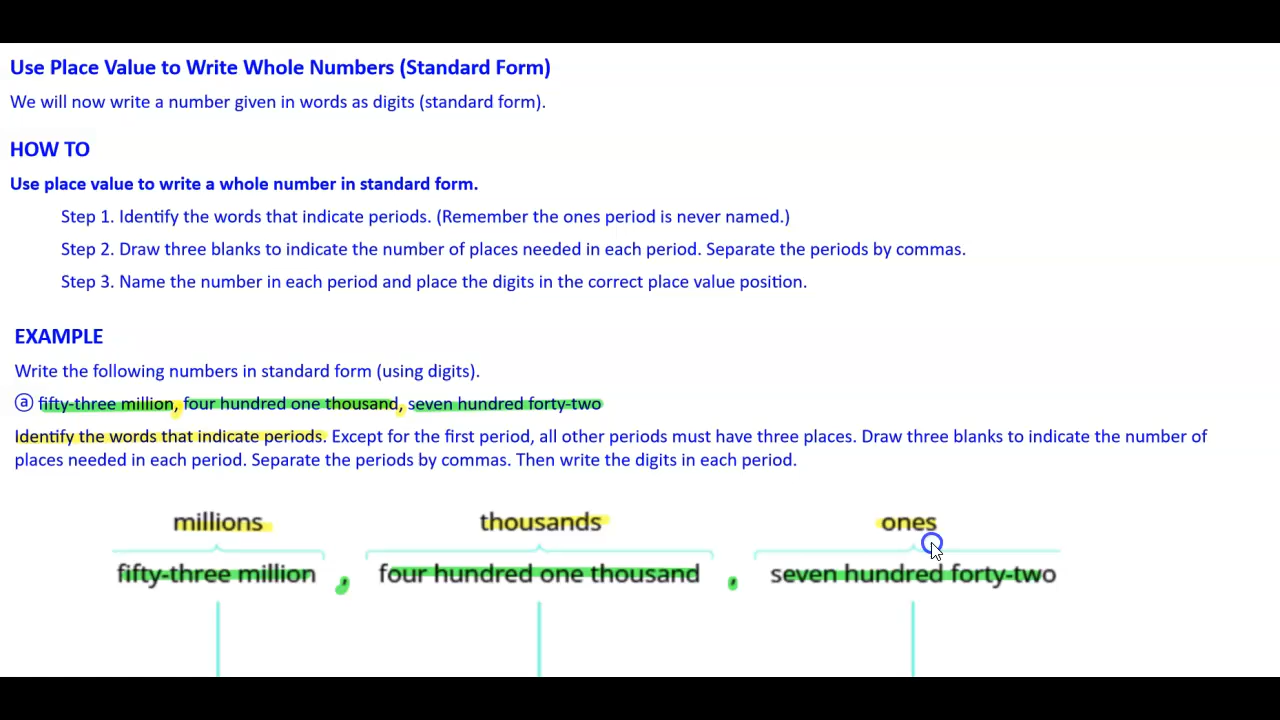 Use Place Value to Write Whole Numbers (Standard Form)
We will now write a number given in words as digits (standard form).
HOW TO
Use place value to write a whole number in standard form.
Step 1. Identify the words that indicate periods. (Remember the ones period is never named.)
Step 2. Draw three blanks to indicate the number of places needed in each period. Separate the periods by commas.
Step 3. Name the number in each period and place the digits in the correct place value position.
EXAMPLE
Write the following numbers in standard form (using digits).
ⓐ fifty-three million, four hundred one thousand, seven hundred forty-two
Identify the words that indicate periods. Except for the first period, all other periods must have three places. Draw three blanks to indicate the number of
places needed in each period. Separate the periods by commas. Then write the digits in each period.
millions thousands ones
fifty-three million , four hundred one thousand , seven hundred forty-two